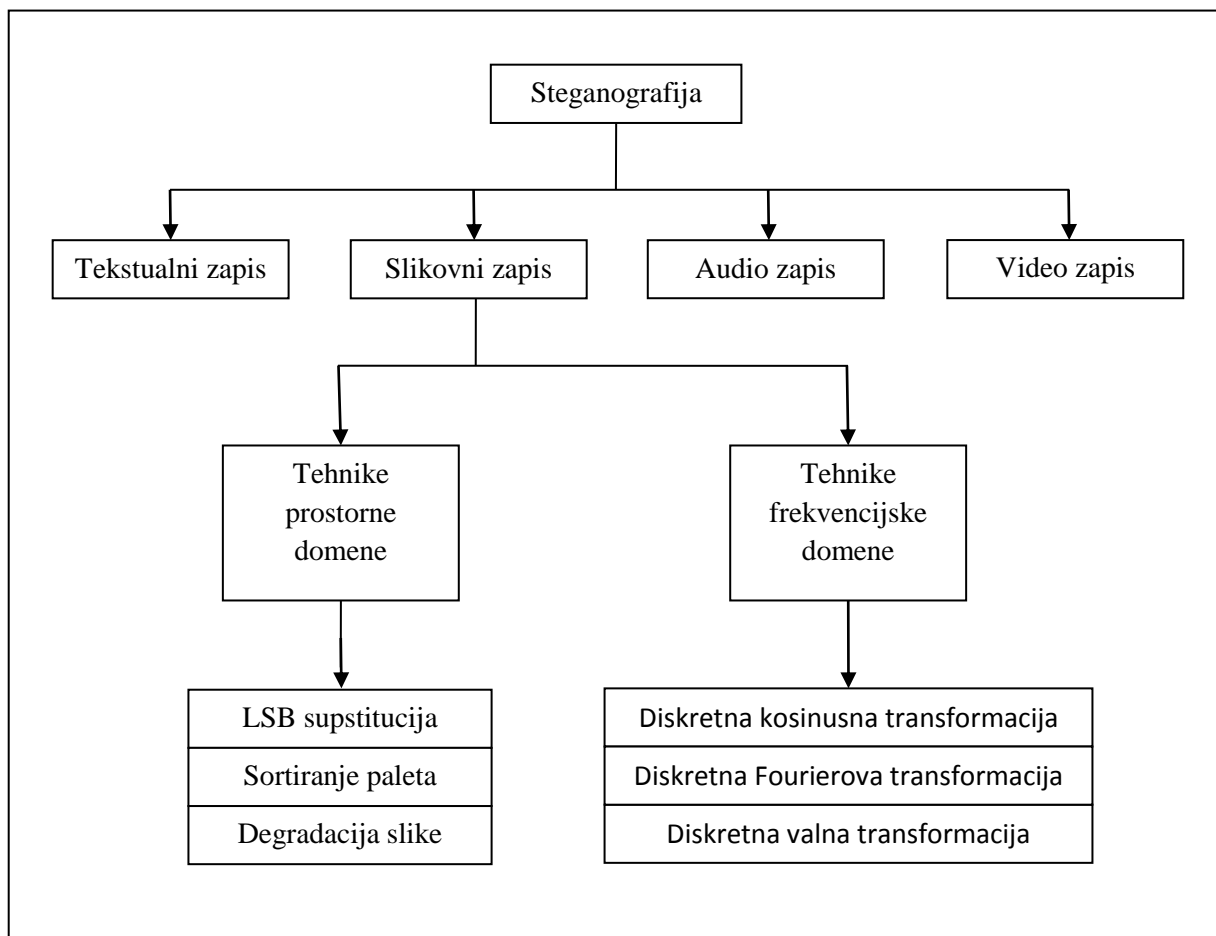 Steganografija
Tekstualni zapis
Slikovni zapis
Audio zapis
Video zapis
Tehnike
prostorne
domene
Tehnike
frekvencijske
domene
LSB supstitucija
Sortiranje paleta
Degradacija slike
Diskretna kosinusna transformacija
Diskretna Fourierova transformacija
Diskretna valna transformacija